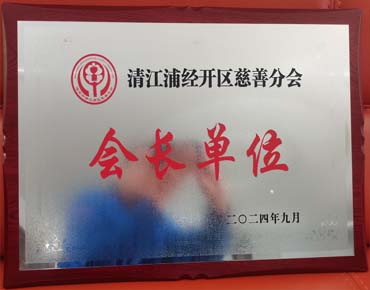 清江浦经开区慈善分会
会长单位
二〇二四年九月